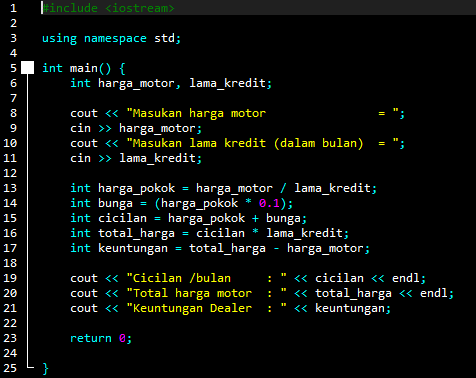 1 #include <iostream>
2
3 using namespace std;
4
5 int main() {
6 int harga_motor, lama_kredit;
7
8 cout << "Masukan harga motor                = ";
9 cin >> harga_motor;
10 cout << "Masukan lama kredit (dalam bulan)  = ";
11 cin >> lama_kredit;
12
13 int harga_pokok = harga_motor / lama_kredit;
14 int bunga = (harga_pokok * 0.1);
15 int cicilan = harga_pokok + bunga;
16 int total_harga = cicilan * lama_kredit;
17 int keuntungan = total_harga - harga_motor;
18
19 cout << "Cicilan /bulan     : " << cicilan << endl;
20 cout << "Total harga motor  : " << total_harga << endl;
21 cout << "Keuntungan Dealer  : " << keuntungan;
22
23 return 0;
24
25 }